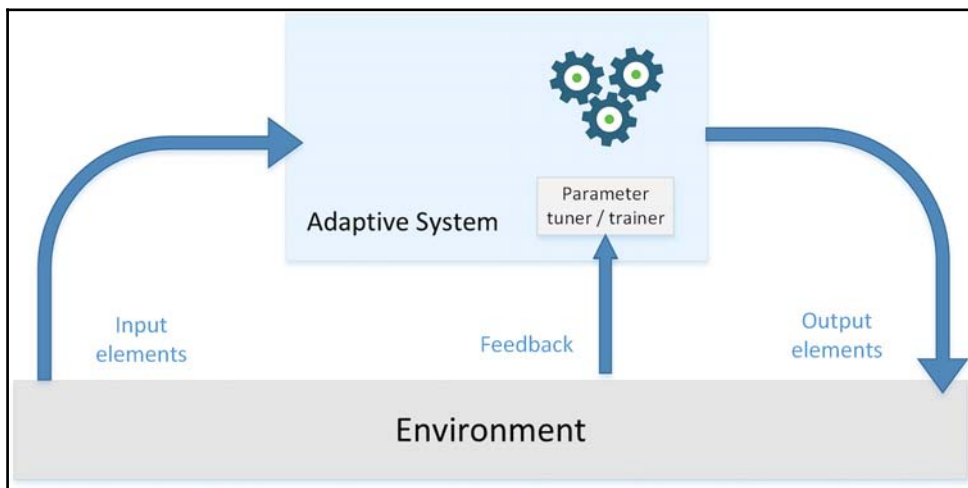 Parameter
tuner / trainer
Adaptive System
Input
elements
Feedback
Output
elements
Environment